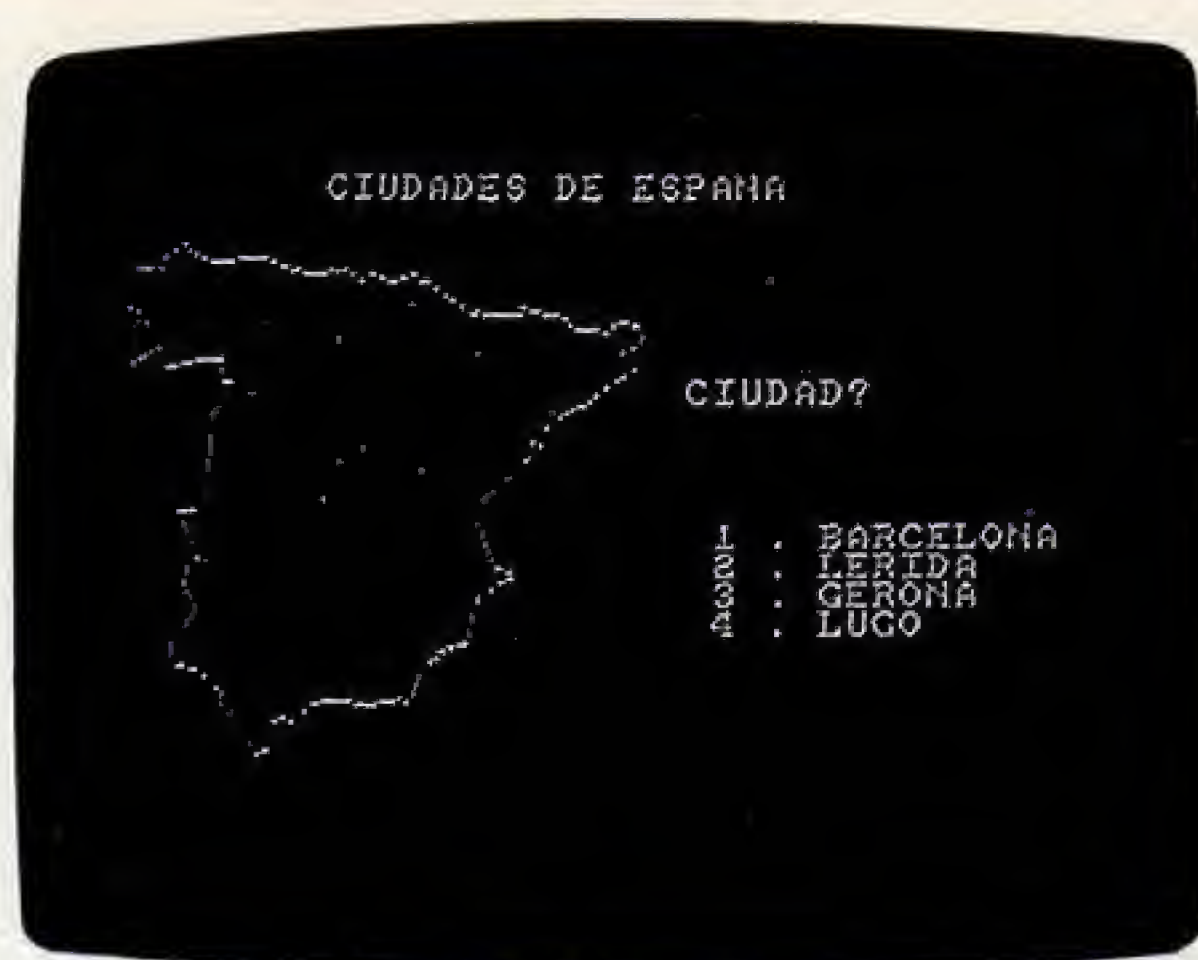 CIUDADES DE ESPANA
CIUDAD?
1 . BARCELONA
2 . LERIDA
3 . GERONA
4 . LUGO